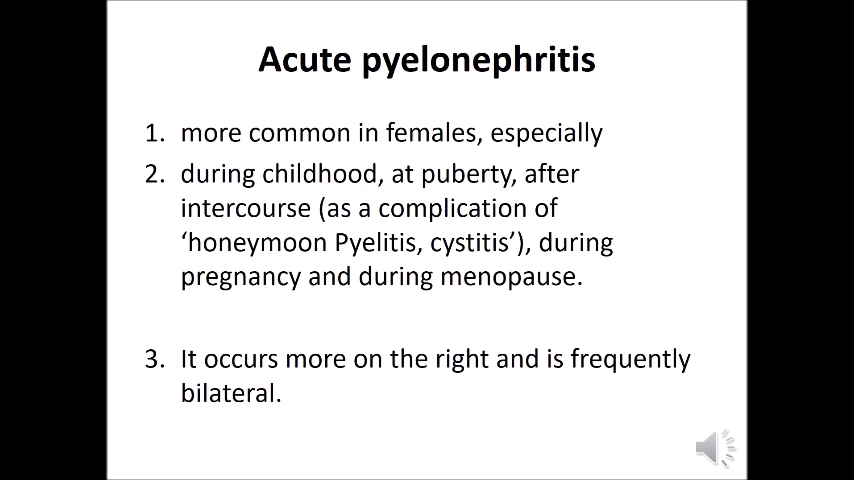 Acute pyelonephritis
1. more common in females, especially
2. during childhood, at puberty, after
intercourse (as a complication of
‘honeymoon Pyelitis, cystitis’), during
pregnancy and during menopause.
3. It occurs more on the right and is frequently
bilateral.